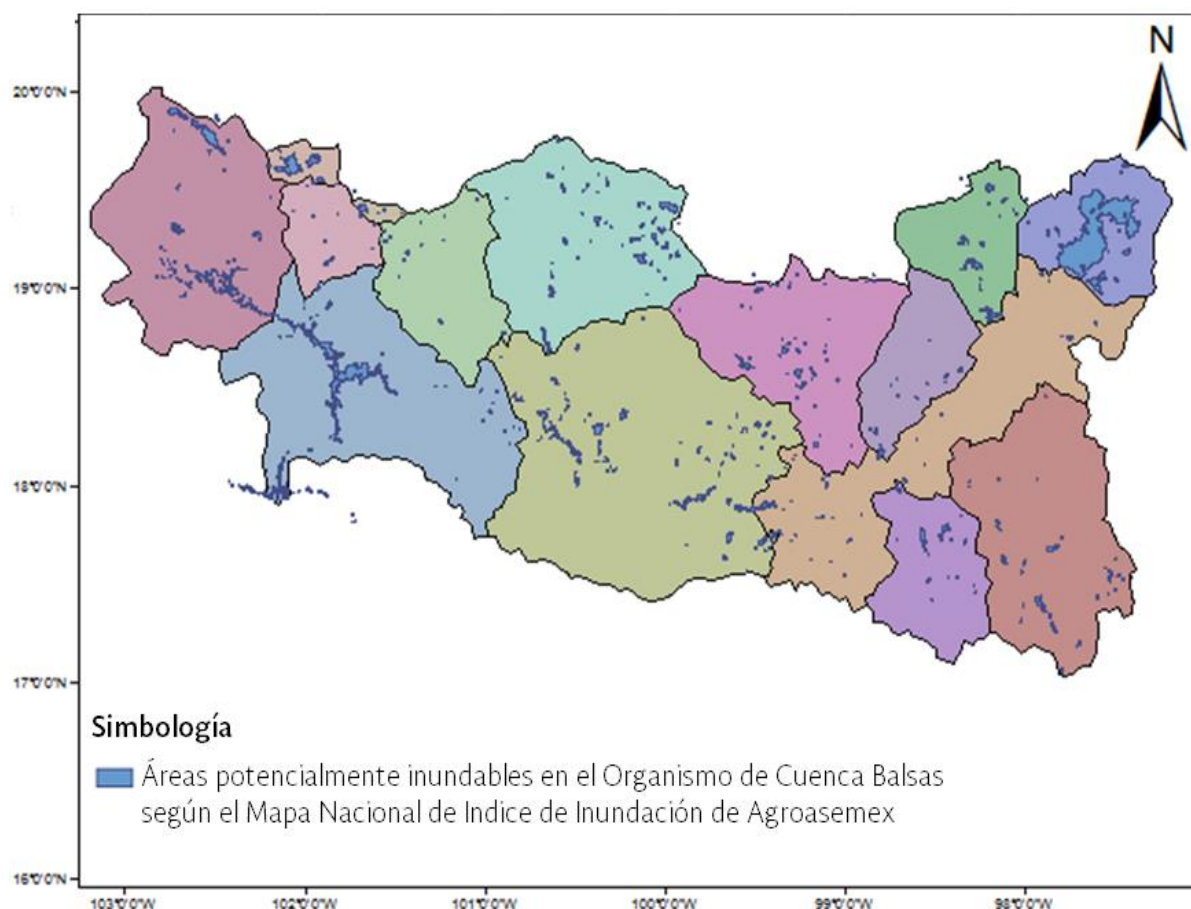 N
20°0'0"N
19°0'0"N
18°0'0"N
17°0'0"N
Simbología
Áreas potencialmente inundables en el Organismo de Cuenca Balsas
según el Mapa Nacional de Indice de Inundación de Agroasemex
16°0'0"N
103°0'0"W 102°0'0"W 101°0'0"W 100°0'0"W 99°0'0"W 98°0'0"W